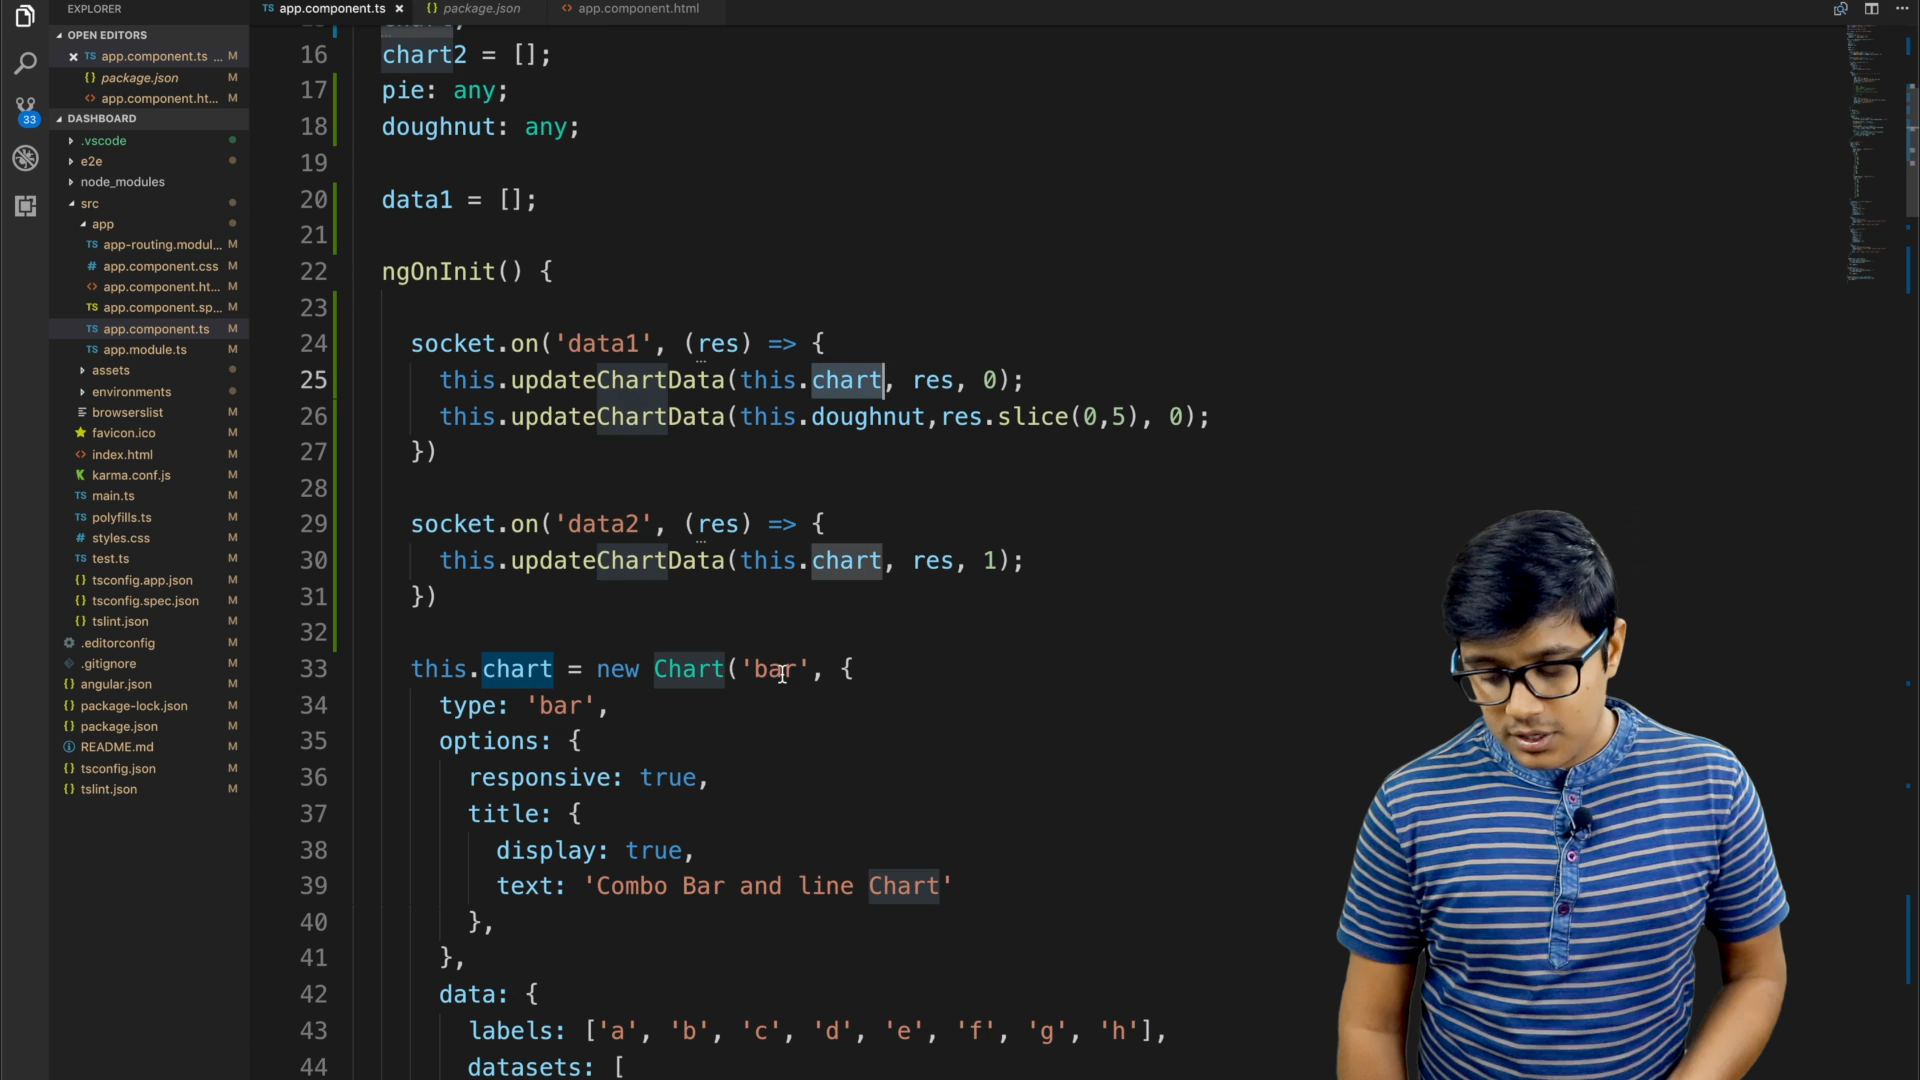 EXPLORER
TS app.component.ts ×
{} package.json
<> app.component.html
OPEN EDITORS
× TS app.component.ts ... M
{} package.json M
<> app.component.ht... M
33
DASHBOARD
.vscode
e2e
node_modules
src
app
TS app-routing.modul... M
# app.component.css M
<> app.component.ht... M
TS app.component.sp... M
TS app.component.ts M
TS app.module.ts M
assets
environments M
browserslist M
favicon.ico M
<> index.html M
karma.conf.js M
TS main.ts M
TS polyfills.ts M
# styles.css M
TS test.ts M
{} tsconfig.app.json M
{} tsconfig.spec.json M
{} tslint.json M
.editorconfig M
.gitignore M
{} angular.json M
{} package-lock.json M
{} package.json M
README.md M
{} tsconfig.json M
{} tslint.json M
16 chart2 = [];
17 pie: any;
18 doughnut: any;
19
20 data1 = [];
21
22 ngOnInit() {
23
24 socket.on('data1', (res) => {
25 this.updateChartData(this.chart, res, 0);
26 this.updateChartData(this.doughnut,res.slice(0,5), 0);
27 })
28
29 socket.on('data2', (res) => {
30 this.updateChartData(this.chart, res, 1);
31 })
32
33 this.chart = new Chart('bar', {
34 type: 'bar',
35 options: {
36 responsive: true,
37 title: {
38 display: true,
39 text: 'Combo Bar and line Chart'
40 },
41 },
42 data: {
43 labels: ['a', 'b', 'c', 'd', 'e', 'f', 'g', 'h'],
44 datasets: [